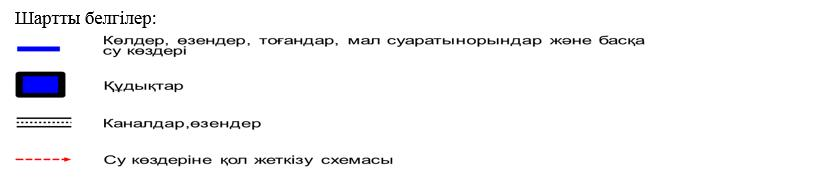 Шартты белгілер:
Көлдер, өзендер, тоғандар, мал суаратынорындар және басқа
су көздері
Құдықтар
Каналдар,өзендер
Су көздеріне қол жеткізу схемасы